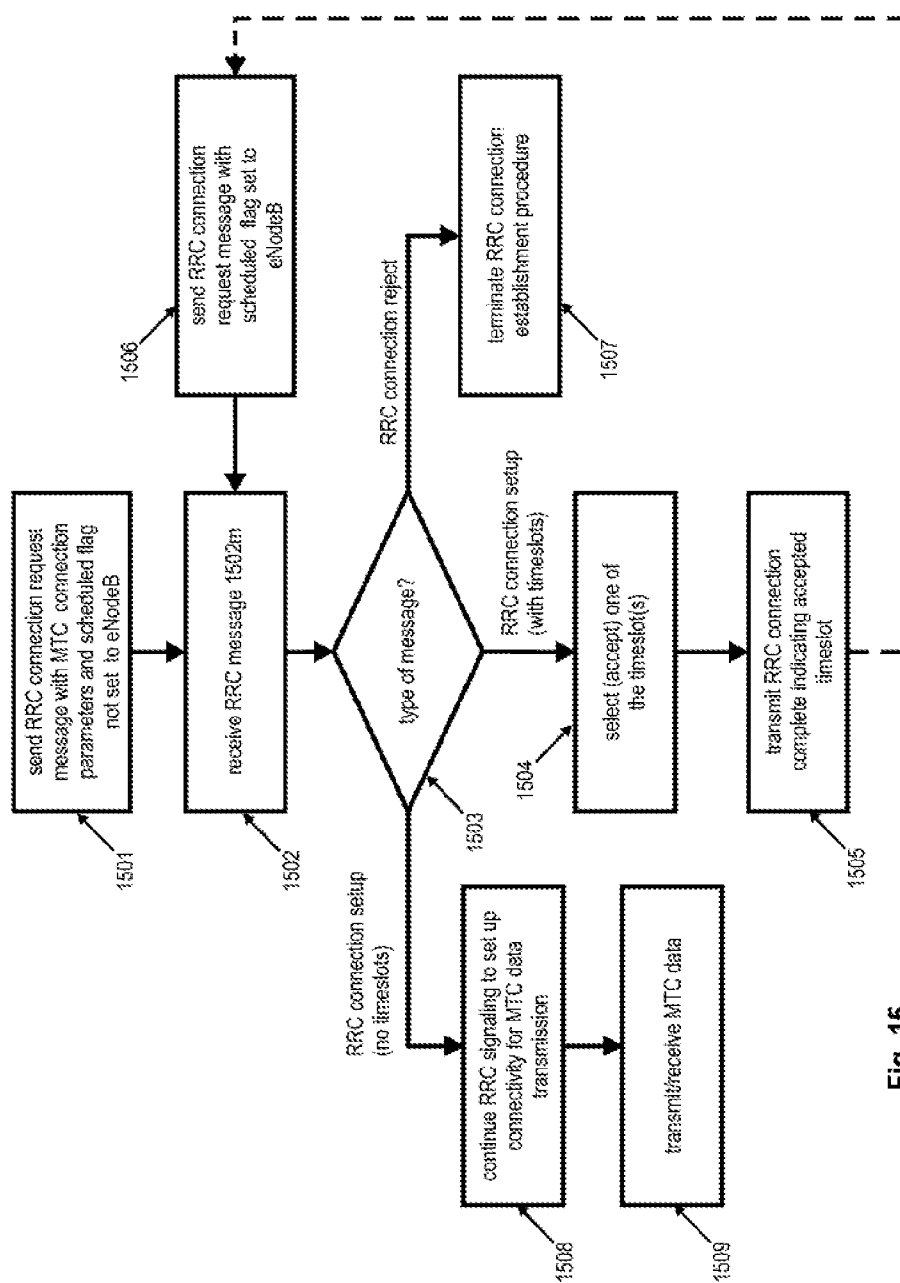 send RRC connection request
message with MTC connection
parameters and scheduled flag
not set to eNodeB
1501
receive RRC message 1502m
1502
send RRC connection
request message with
scheduled flag set to
eNodeB
1506
type of message?
1503
RRC connection reject
terminate RRC connection
establishment procedure
1507
RRC connection setup
(with timeslots)
select (accept) one of
the timeslot(s)
1504
transmit RRC connection
complete indicating accepted
timeslot
1505
RRC connection setup
(no timeslots)
continue RRC signaling to set up
connectivity for MTC data
transmission
1508
transmit/receive MTC data
1509
Fig. 15